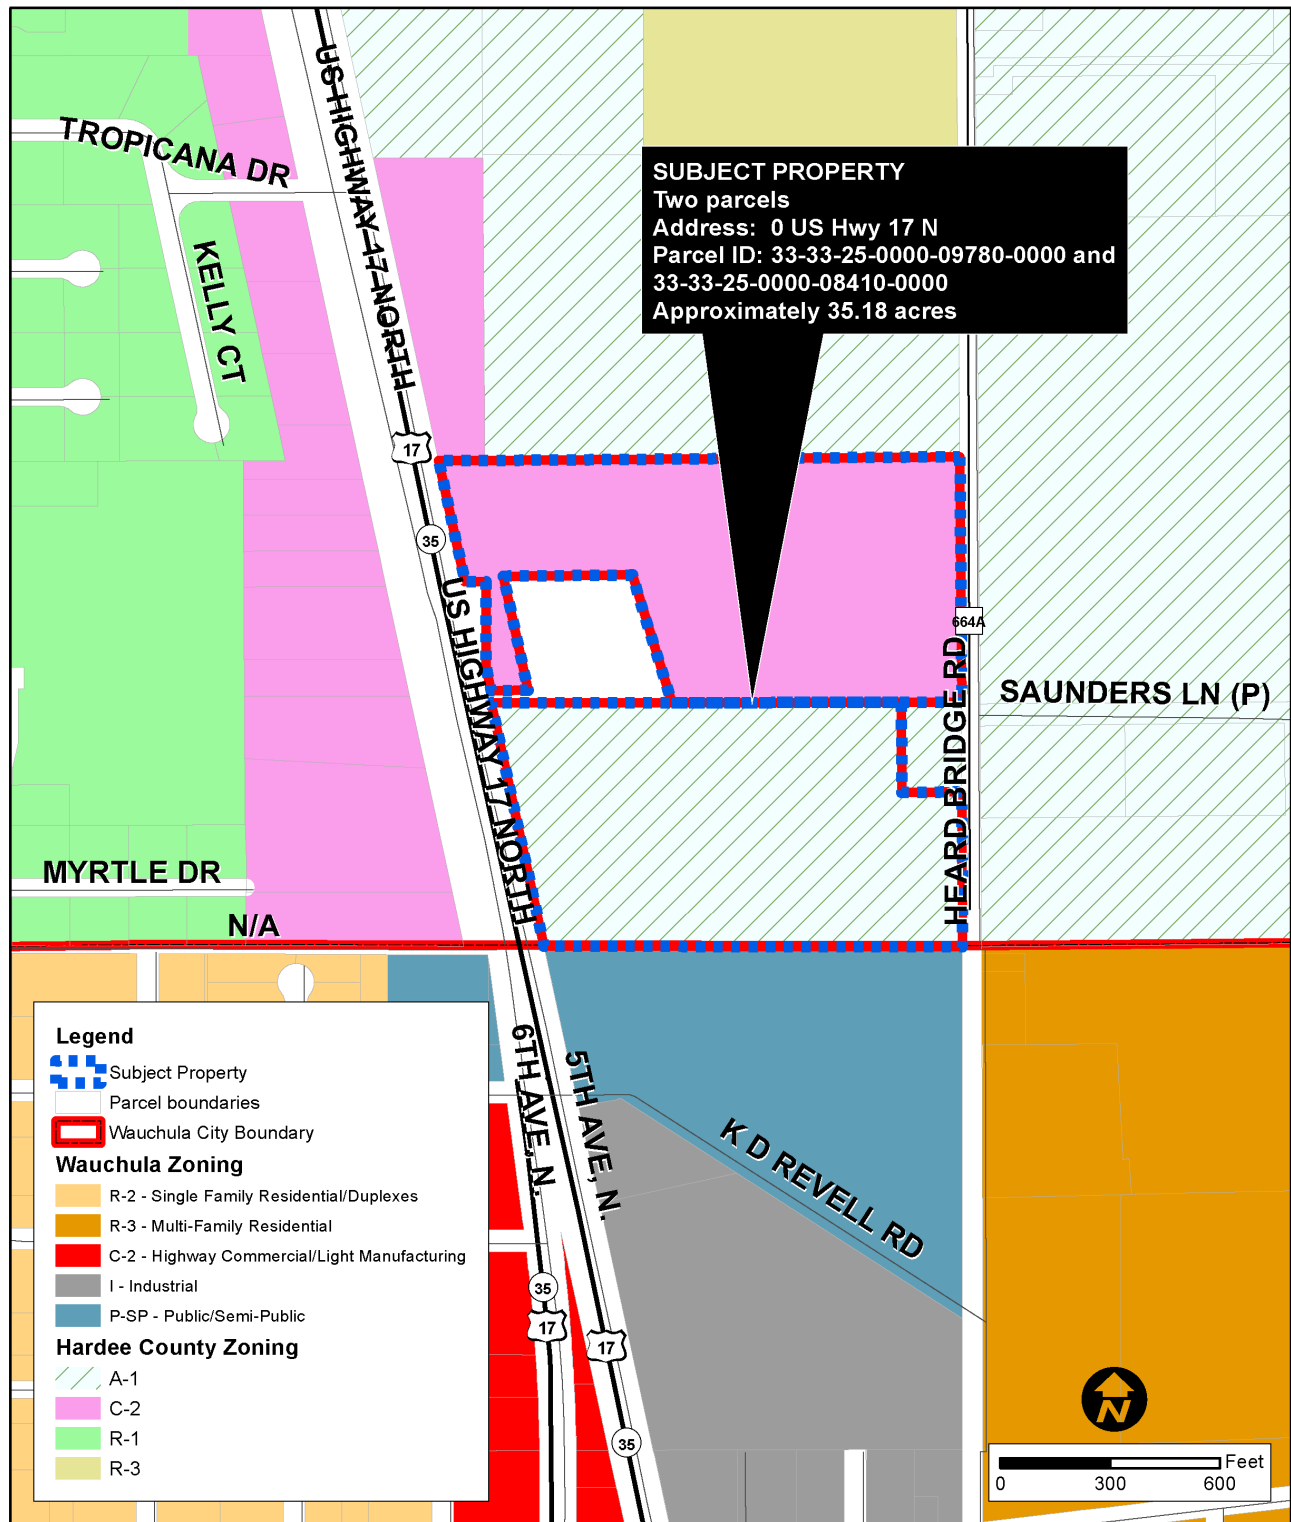 US HIGHWAY 17 NORTH
TROPICANA DR
KELLY CT
SUBJECT PROPERTY
Two parcels
Address: 0 US Hwy 17 N
Parcel ID: 33-33-25-0000-09780-0000 and
33-33-25-0000-08410-0000
Approximately 35.18 acres
17
35
US HIGHWAY 17 NORTH
664A
HEARD BRIDGE RD
SAUNDERS LN (P)
MYRTLE DR
N/A
6TH AVE, N.
5TH AVE, N.
K D REVELL RD
35
17
17
35
Legend
Subject Property
Parcel boundaries
Wauchula City Boundary
Wauchula Zoning
R-2 - Single Family Residential/Duplexes
R-3 - Multi-Family Residential
C-2 - Highway Commercial/Light Manufacturing
I - Industrial
P-SP - Public/Semi-Public
Hardee County Zoning
A-1
C-2
R-1
R-3
N
Feet
0 300 600